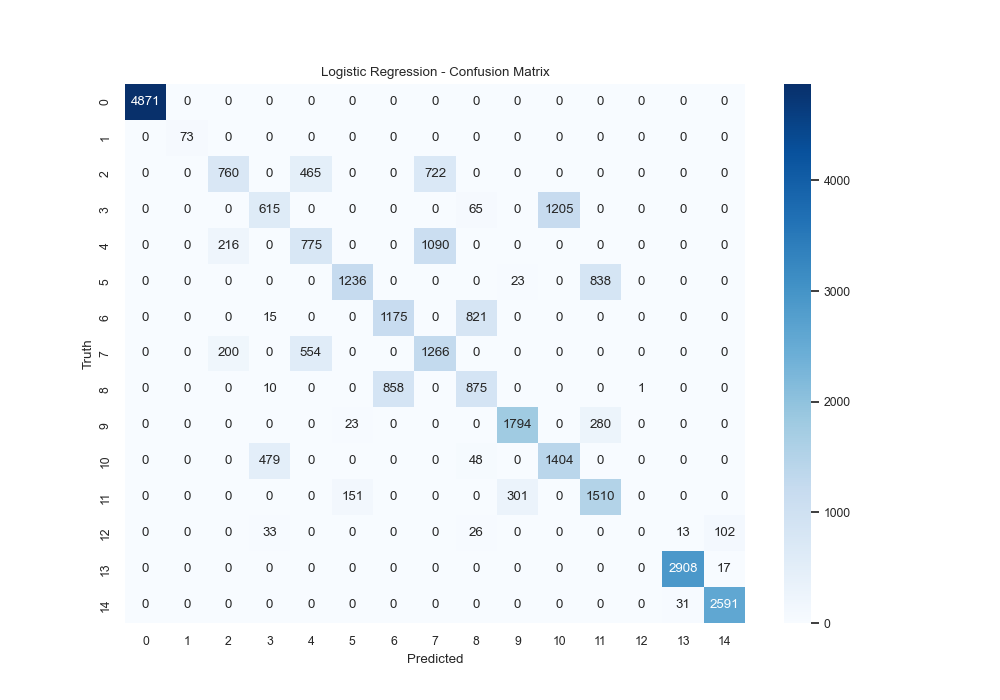 Logistic Regression - Confusion Matrix
0 4871 0 0 0 0 0 0 0 0 0 0 0 0 0 0
1 0 73 0 0 0 0 0 0 0 0 0 0 0 0 0
2 0 0 760 0 465 0 0 722 0 0 0 0 0 0 0
3 0 0 0 615 0 0 0 0 65 0 1205 0 0 0 0
4 0 0 216 0 775 0 0 1090 0 0 0 0 0 0 0
5 0 0 0 0 0 1236 0 0 0 23 0 838 0 0 0
6 0 0 0 15 0 0 1175 0 821 0 0 0 0 0 0
7 0 0 200 0 554 0 0 1266 0 0 0 0 0 0 0
8 0 0 0 10 0 0 858 0 875 0 0 0 1 0 0
9 0 0 0 0 0 23 0 0 0 1794 0 280 0 0 0
10 0 0 0 479 0 0 0 0 48 0 1404 0 0 0 0
11 0 0 0 0 0 151 0 0 0 301 0 1510 0 0 0
12 0 0 0 33 0 0 0 0 26 0 0 0 0 13 102
13 0 0 0 0 0 0 0 0 0 0 0 0 0 2908 17
14 0 0 0 0 0 0 0 0 0 0 0 0 0 31 2591
0 1 2 3 4 5 6 7 8 9 10 11 12 13 14
Predicted
Truth
4000
3000
2000
1000
0